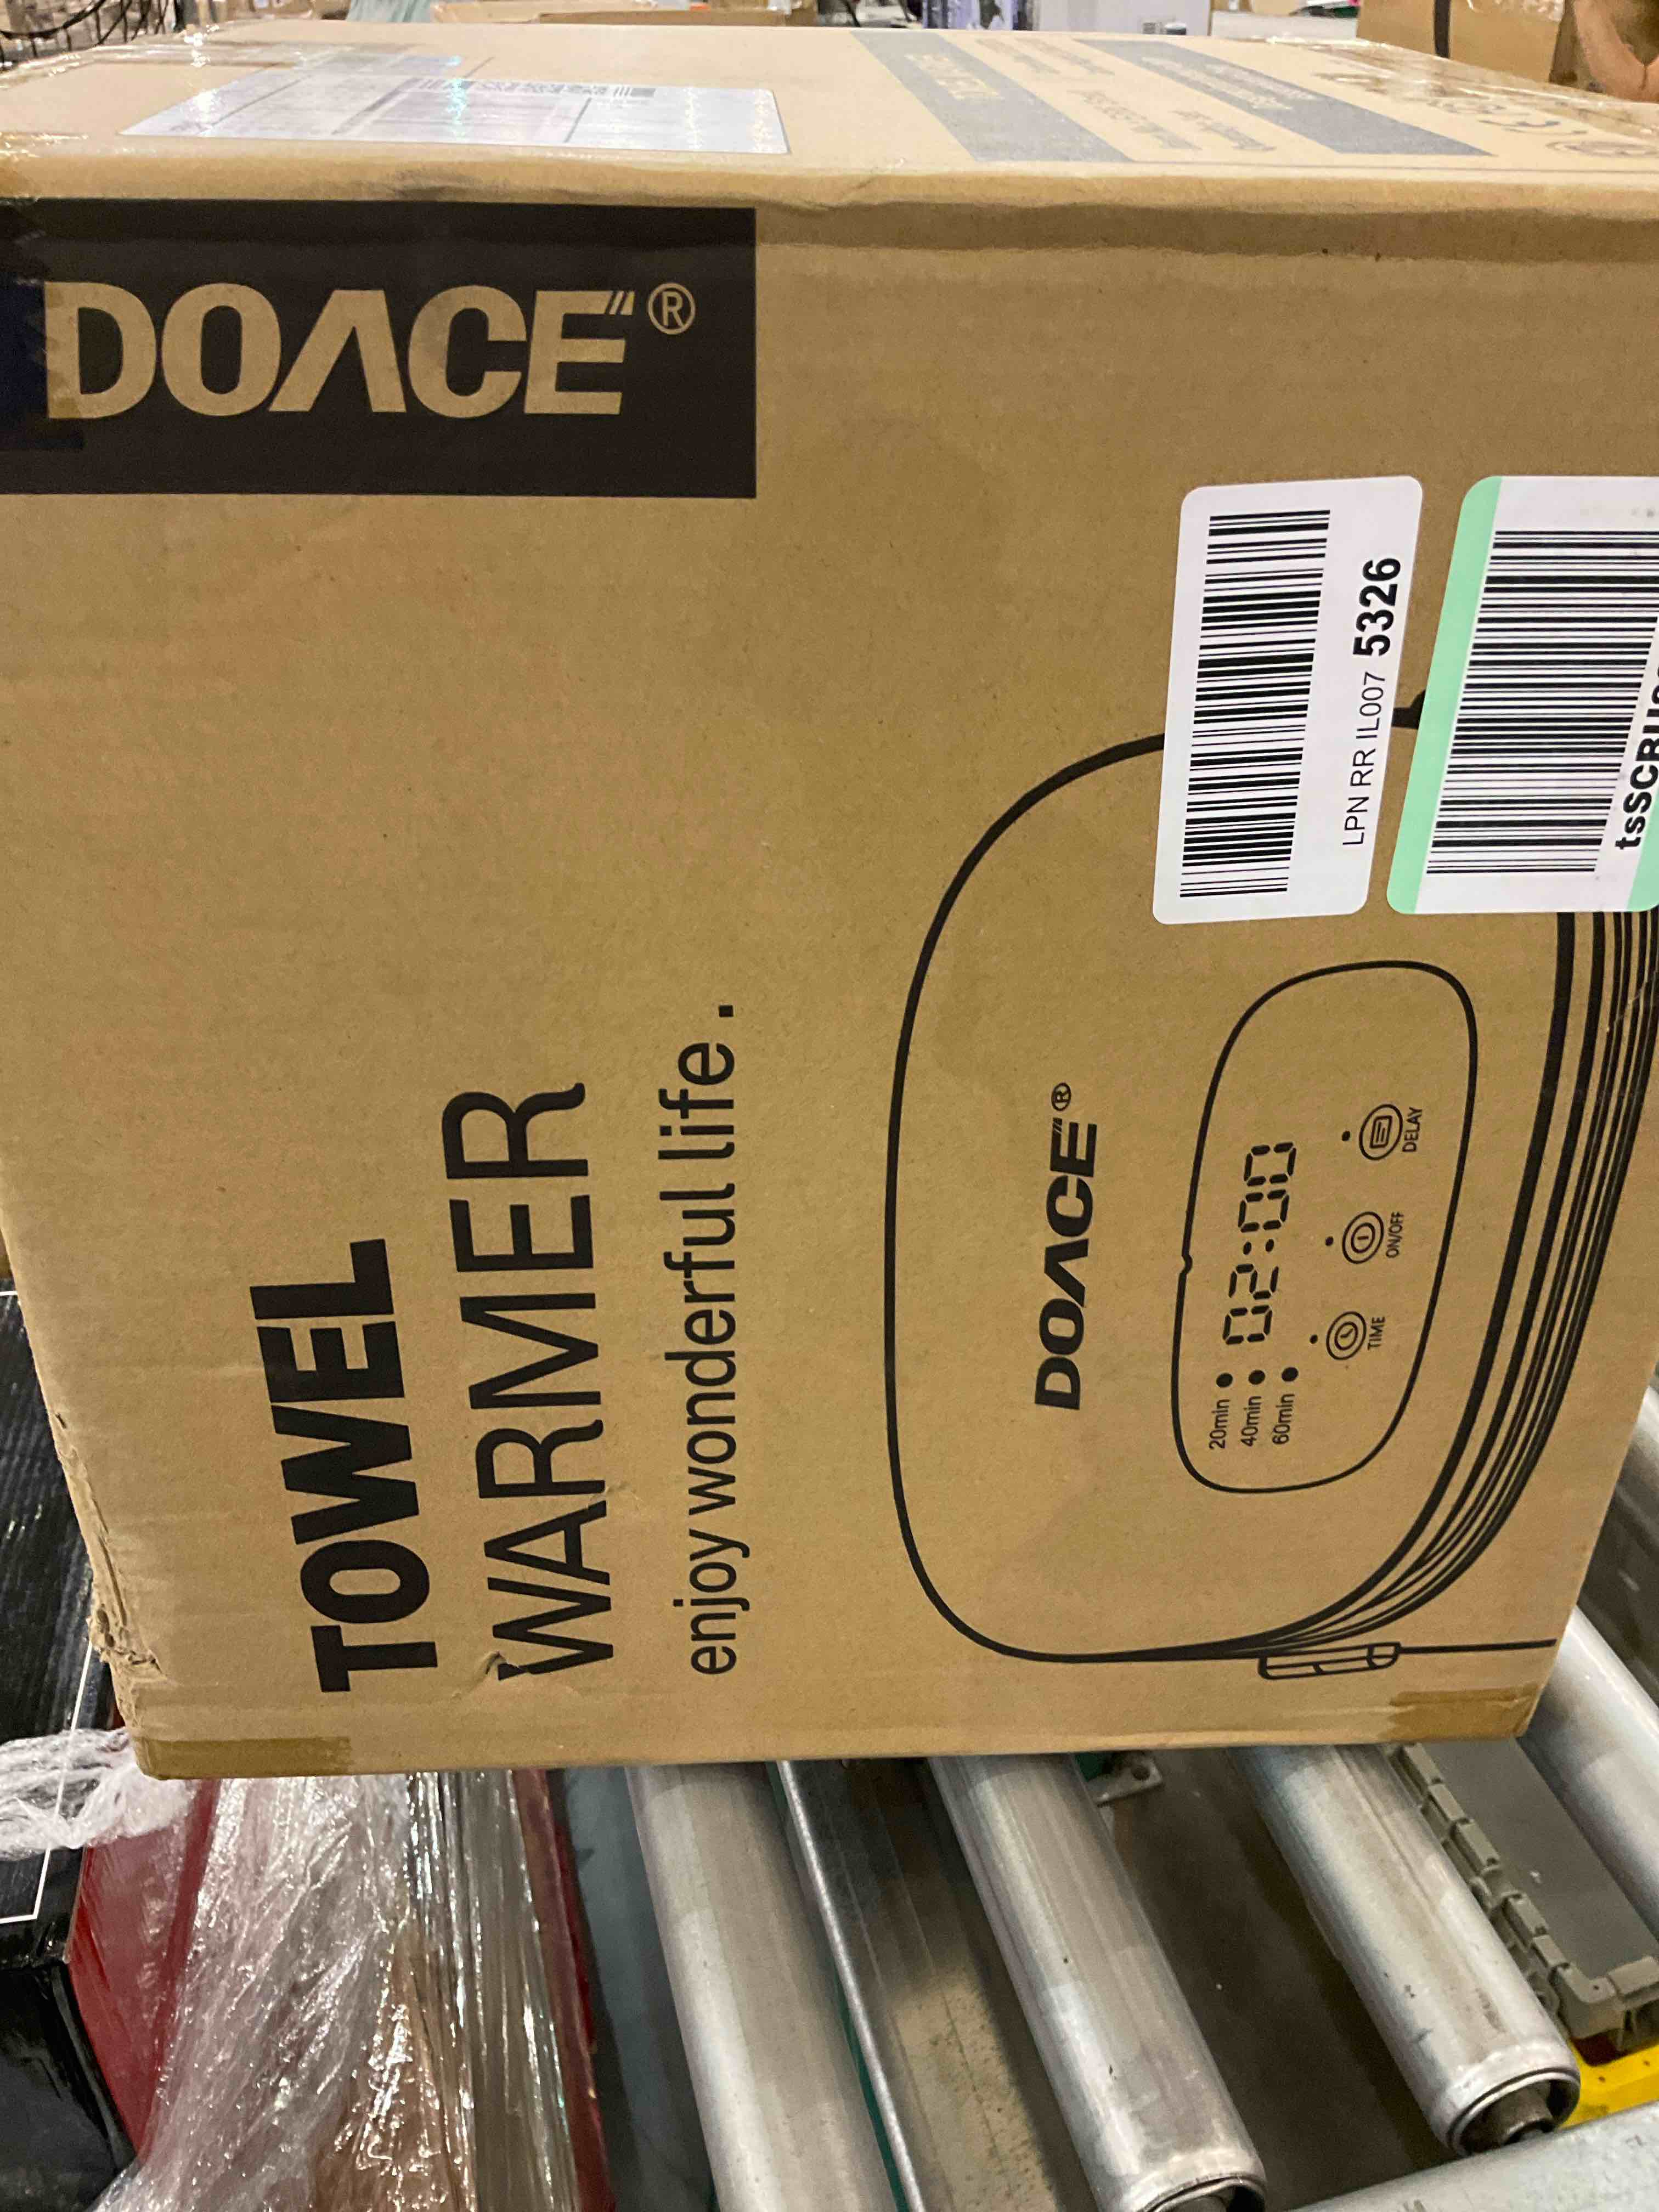 DOACE®
TOWEL
WARMER
enjoy wonderful life.
DOACE®
20min
40min
60min
02:00
TIME
ON/OFF
DELAY
LPN RR IL007 5326